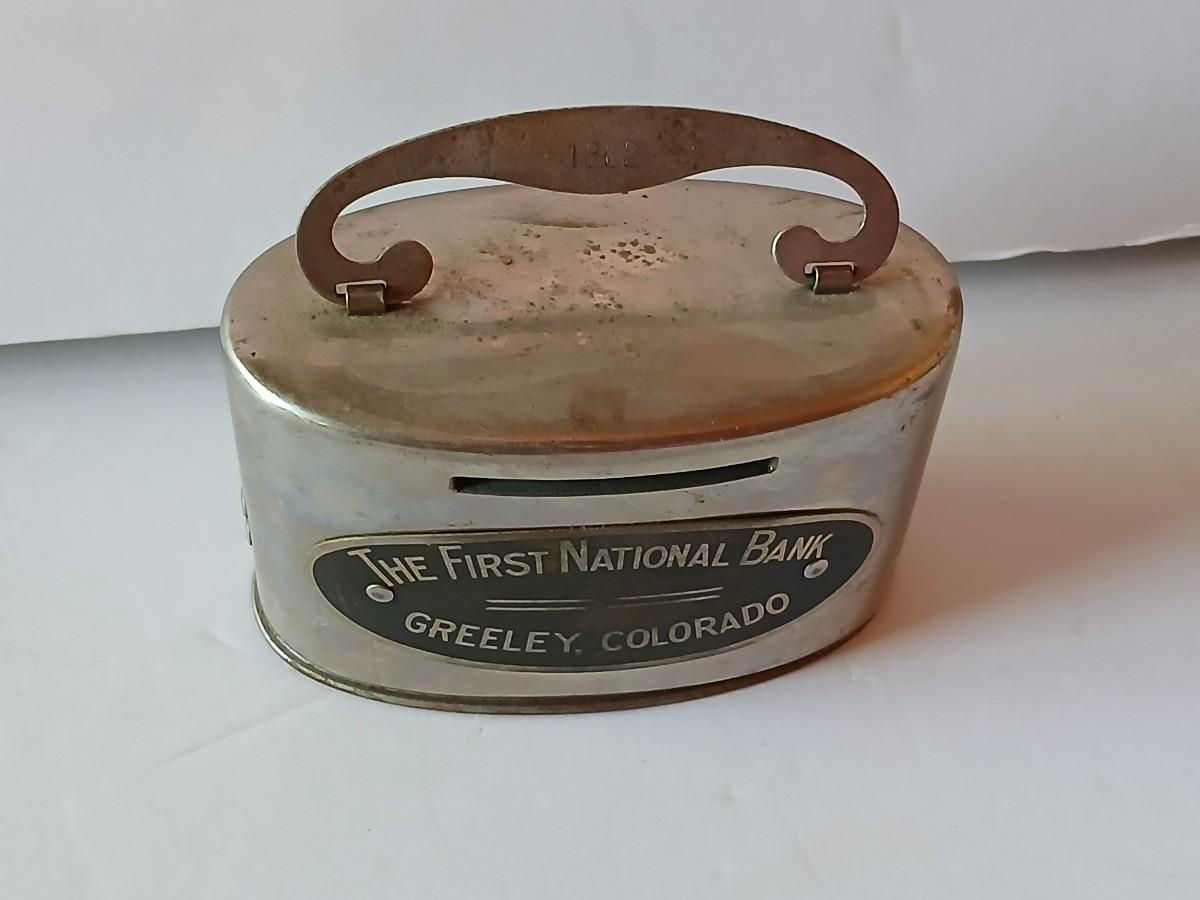 THE FIRST NATIONAL BANK
GREELEY, COLORADO